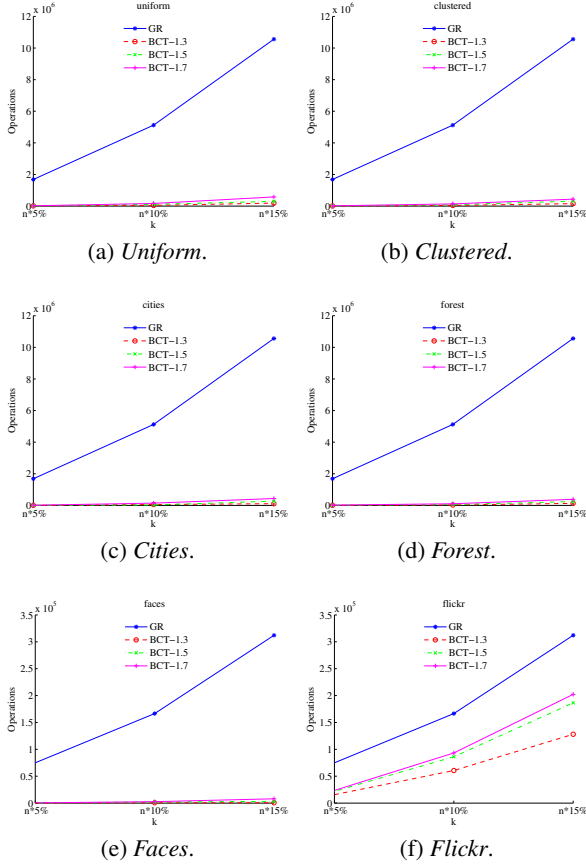 uniform
x 10^6
12
10
8
6
4
2
0
Operations
GR
BCT−1.3
BCT−1.5
BCT−1.7
n*5%
n*10%
n*15%
k
(a) Uniform.
clustered
x 10^6
12
10
8
6
4
2
0
Operations
GR
BCT−1.3
BCT−1.5
BCT−1.7
n*5%
n*10%
n*15%
k
(b) Clustered.
cities
x 10^6
12
10
8
6
4
2
0
Operations
GR
BCT−1.3
BCT−1.5
BCT−1.7
n*5%
n*10%
n*15%
k
(c) Cities.
forest
x 10^6
12
10
8
6
4
2
0
Operations
GR
BCT−1.3
BCT−1.5
BCT−1.7
n*5%
n*10%
n*15%
k
(d) Forest.
faces
x 10^5
3.5
3
2.5
2
1.5
1
0.5
0
Operations
GR
BCT−1.3
BCT−1.5
BCT−1.7
n*5%
n*10%
n*15%
k
(e) Faces.
flickr
x 10^5
3.5
3
2.5
2
1.5
1
0.5
0
Operations
GR
BCT−1.3
BCT−1.5
BCT−1.7
n*5%
n*10%
n*15%
k
(f) Flickr.